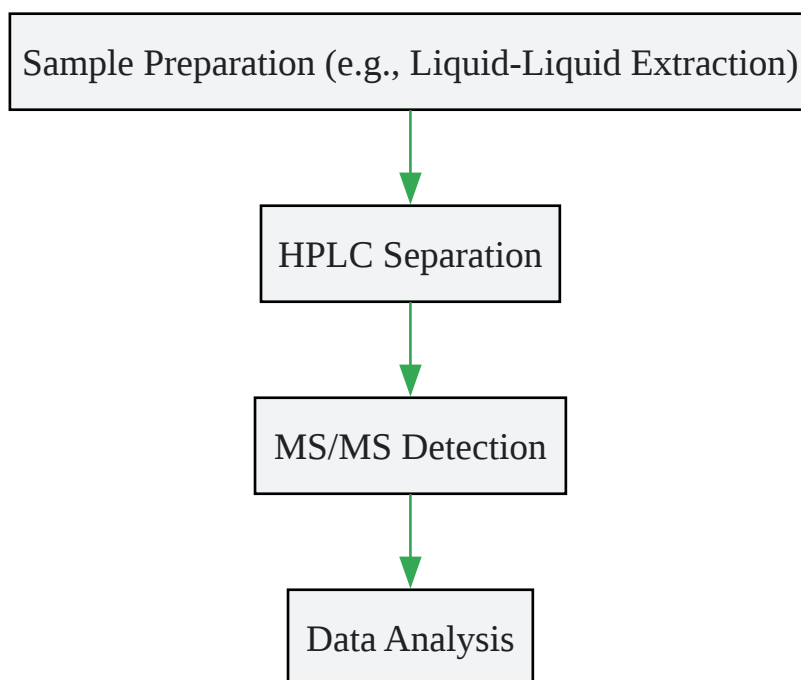 Sample Preparation (e.g., Liquid-Liquid Extraction)
HPLC Separation
MS/MS Detection
Data Analysis